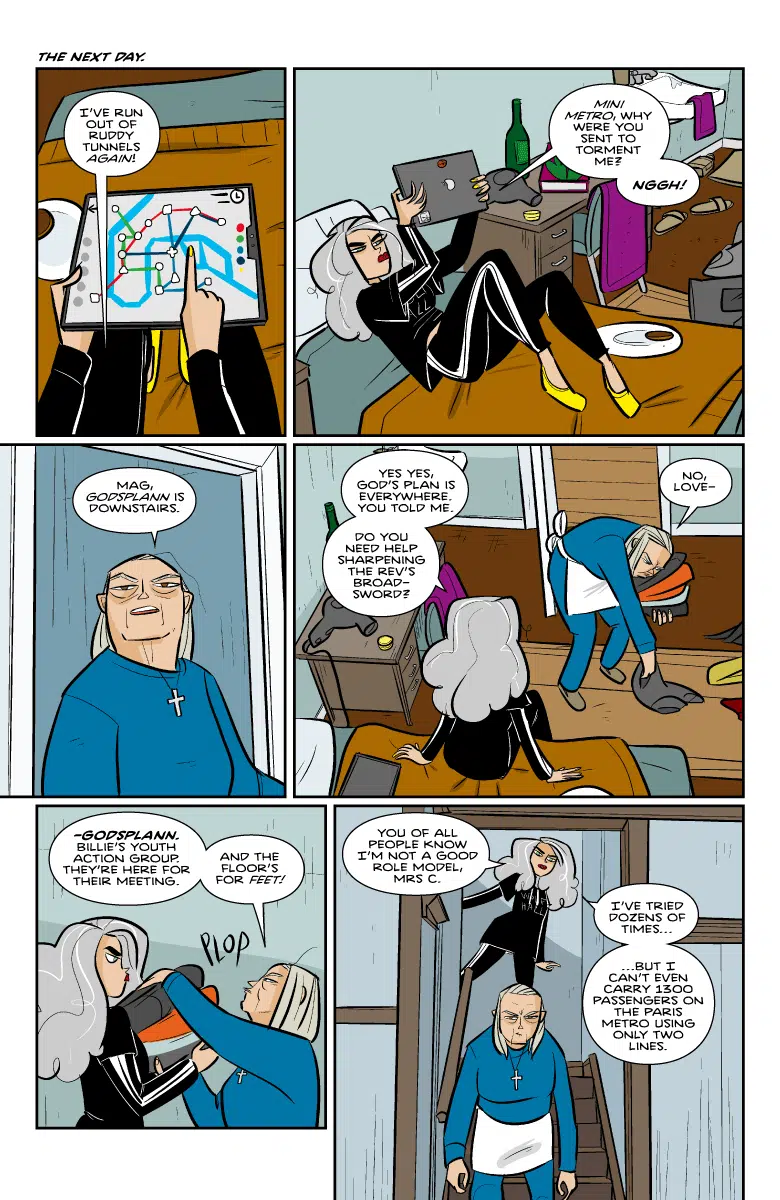 THE NEXT DAY.
I'VE RUN
OUT OF
RUDDY
TUNNELS
AGAIN!
MINI
METRO, WHY
WERE YOU
SENT TO
TORMENT
ME?
NGGH!
MAG,
GODSPLANN IS
DOWNSTAIRS.
YES YES,
GOD'S PLAN IS
EVERYWHERE.
YOU TOLD ME.
DO YOU
NEED HELP
SHARPENING
THE REV'S
BROAD-
SWORD?
NO,
LOVE–
–GODSPLANN.
BILLIE'S YOUTH
ACTION GROUP.
THEY'RE HERE FOR
THEIR MEETING.
AND THE
FLOOR'S
FOR FEET!
PLOP
YOU OF ALL
PEOPLE KNOW
I'M NOT A GOOD
ROLE MODEL,
MRS C.
I'VE TRIED
DOZENS OF
TIMES...
...BUT I
CAN'T EVEN
CARRY 1300
PASSENGERS ON
THE PARIS
METRO USING
ONLY TWO
LINES.